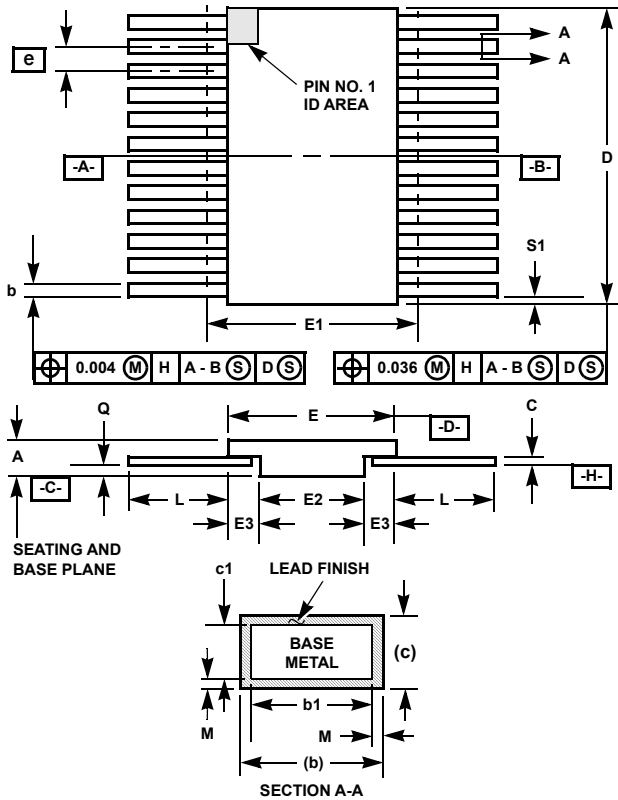 A
A
e
PIN NO. 1
ID AREA
-A-
-B-
D
S1
b
E1
0.004 Ⓜ H A - B Ⓢ D Ⓢ
0.036 Ⓜ H A - B Ⓢ D Ⓢ
Q
E
-D-
C
A
-C-
-H-
L
E3
E2
E3
L
SEATING AND
BASE PLANE
c1
LEAD FINISH
BASE
METAL
(c)
M
b1
M
(b)
SECTION A-A